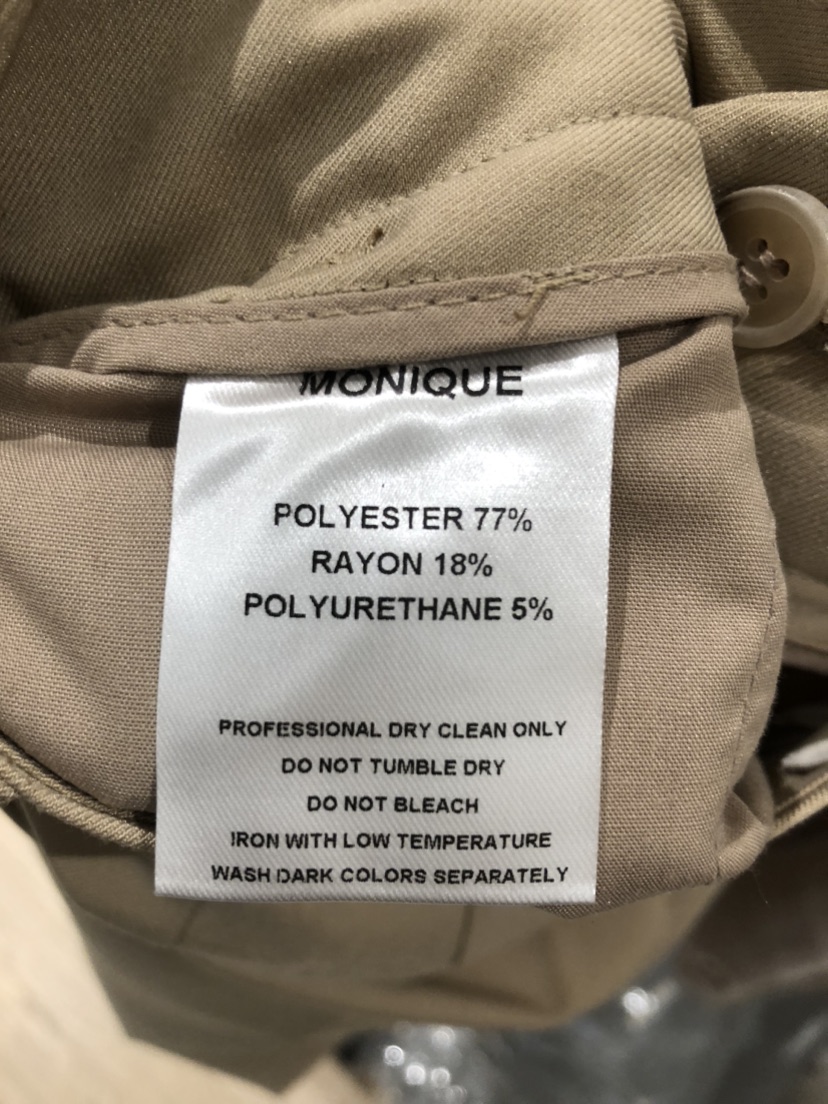 MONIQUE
POLYESTER 77%
RAYON 18%
POLYURETHANE 5%
PROFESSIONAL DRY CLEAN ONLY
DO NOT TUMBLE DRY
DO NOT BLEACH
IRON WITH LOW TEMPERATURE
WASH DARK COLORS SEPARATELY